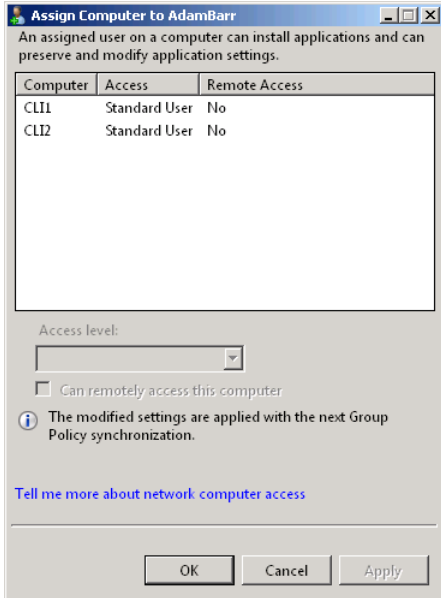 Assign Computer to AdamBarr
An assigned user on a computer can install applications and can
preserve and modify application settings.
Computer Access Remote Access
CLI1 Standard User No
CLI2 Standard User No
Access level:
Can remotely access this computer
The modified settings are applied with the next Group
Policy synchronization.
Tell me more about network computer access
OK Cancel Apply